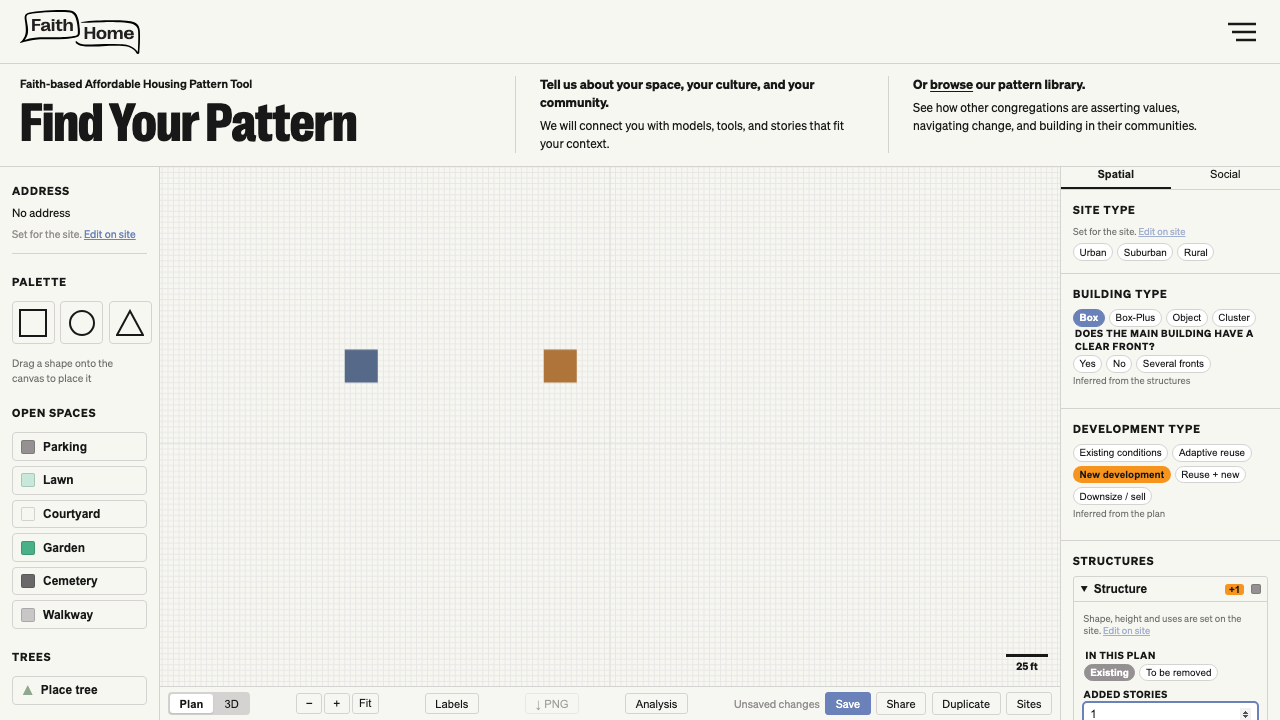 Faith
Home
Faith-based Affordable Housing Pattern Tool
Find Your Pattern
Tell us about your space, your culture, and your
community.
We will connect you with models, tools, and stories that fit
your context.
Or browse our pattern library.
See how other congregations are asserting values,
navigating change, and building in their communities.
ADDRESS
No address
Set for the site. Edit on site
PALETTE
Drag a shape onto the
canvas to place it
OPEN SPACES
Parking
Lawn
Courtyard
Garden
Cemetery
Walkway
TREES
Place tree
25 ft
Plan 3D
− + Fit
Labels
↓ PNG
Analysis
Unsaved changes
Save
Share
Duplicate
Sites
Spatial Social
SITE TYPE
Set for the site. Edit on site
Urban Suburban Rural
BUILDING TYPE
Box Box-Plus Object Cluster
DOES THE MAIN BUILDING HAVE A
CLEAR FRONT?
Yes No Several fronts
Inferred from the structures
DEVELOPMENT TYPE
Existing conditions Adaptive reuse
New development Reuse + new
Downsize / sell
Inferred from the plan
STRUCTURES
▼ Structure +1
Shape, height and uses are set on the
site. Edit on site
IN THIS PLAN
Existing To be removed
ADDED STORIES
1